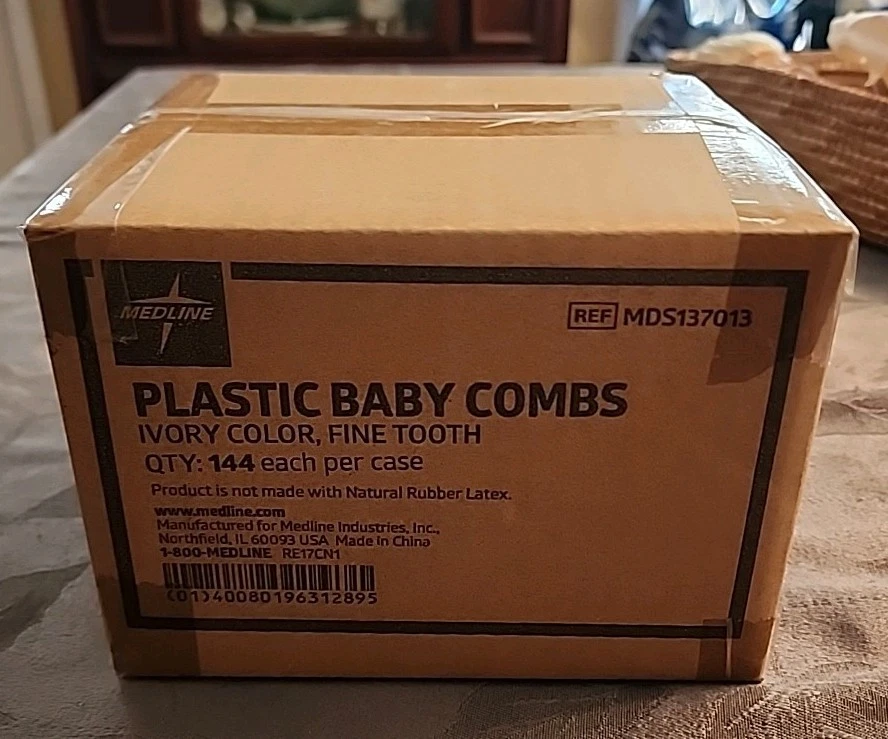 MEDLINE
REF MDS137013
PLASTIC BABY COMBS
IVORY COLOR, FINE TOOTH
QTY: 144 each per case
Product is not made with Natural Rubber Latex.
www.medline.com
Manufactured for Medline Industries, Inc.,
Northfield, IL 60093 USA Made in China
1-800-MEDLINE RE17CN1
(01)40080196312895